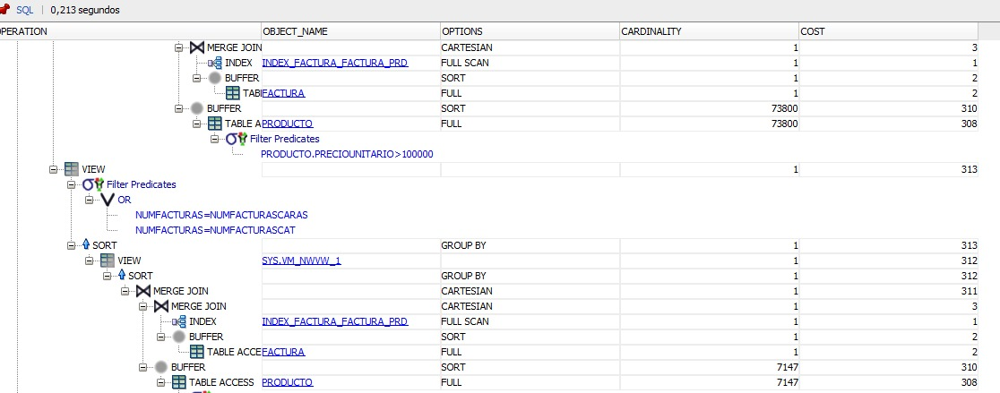 SQL | 0,213 segundos
OPERATION OBJECT_NAME OPTIONS CARDINALITY COST
MERGE JOIN CARTESIAN 1 3
INDEX INDEX_FACTURA_FACTURA_PRD FULL SCAN 1 1
BUFFER SORT 1 2
TABL FACTURA FULL 1 2
BUFFER SORT 73800 310
TABLE A PRODUCTO FULL 73800 308
Filter Predicates
PRODUCTO.PRECIOUNITARIO>100000
VIEW 1 313
Filter Predicates
OR
NUMFACTURAS=NUMFACTURASCARAS
NUMFACTURAS=NUMFACTURASCAT
SORT GROUP BY 1 313
VIEW SYS.VM_NWVW_1 1 312
SORT GROUP BY 1 312
MERGE JOIN CARTESIAN 1 311
MERGE JOIN CARTESIAN 1 3
INDEX INDEX_FACTURA_FACTURA_PRD FULL SCAN 1 1
BUFFER SORT 1 2
TABLE ACCE FACTURA FULL 1 2
BUFFER SORT 7147 310
TABLE ACCESS PRODUCTO FULL 7147 308